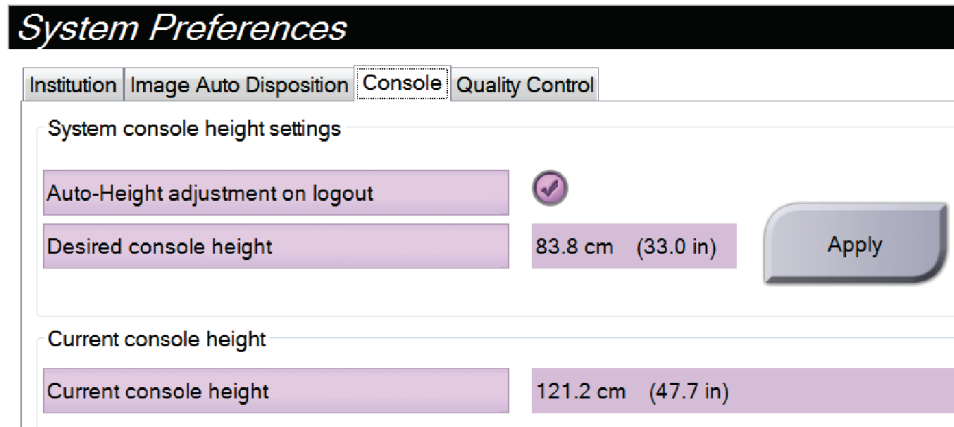 System Preferences
Institution Image Auto Disposition Console Quality Control
System console height settings
Auto-Height adjustment on logout
Desired console height 83.8 cm (33.0 in) Apply
Current console height
Current console height 121.2 cm (47.7 in)